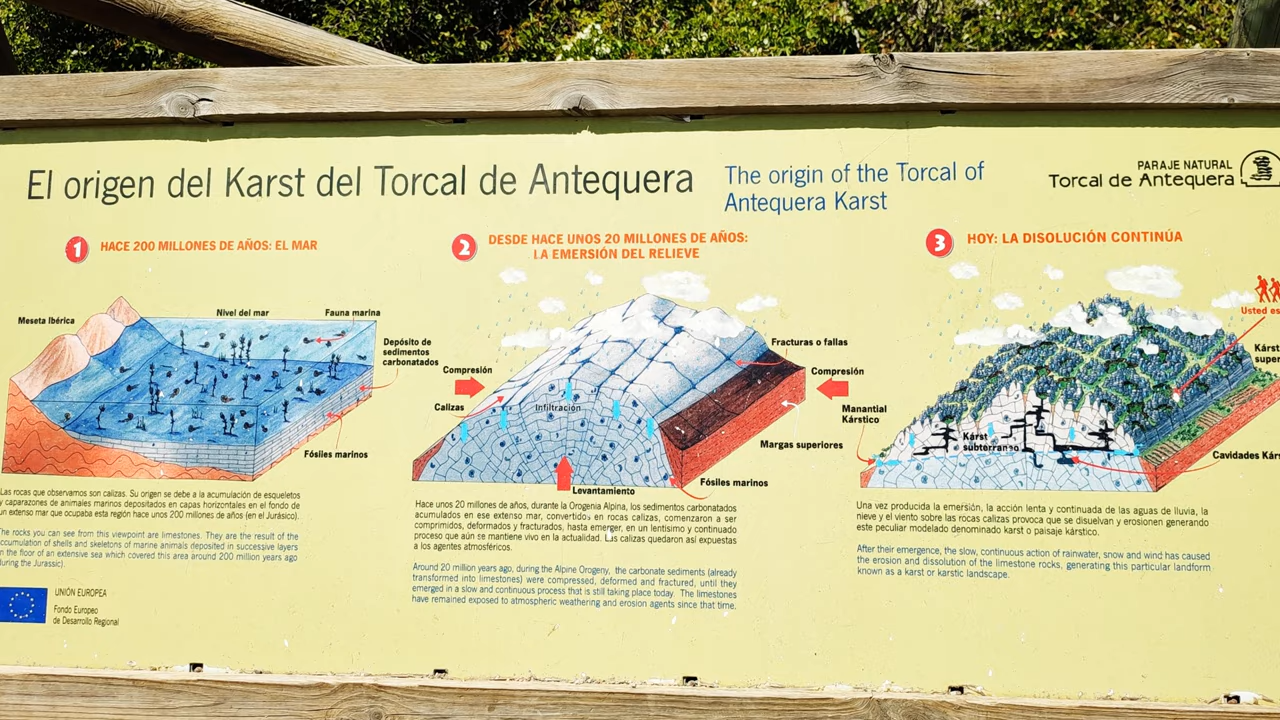 El origen del Karst del Torcal de Antequera
The origin of the Torcal of
Antequera Karst
PARAJE NATURAL
Torcal de Antequera
1 HACE 200 MILLONES DE AÑOS: EL MAR
Meseta Ibérica
Nivel del mar
Fauna marina
Depósito de
sedimentos
carbonatados
Fósiles marinos
Las rocas que observamos son calizas. Su origen se debe a la acumulación de esqueletos
y caparazones de animales marinos depositados en capas horizontales en el fondo de
un extenso mar que ocupaba esta región hace unos 200 millones de años (en el Jurásico).
The rocks you can see from this viewpoint are limestones. They are the result of the
accumulation of shells and skeletons of marine animals deposited in successive layers
on the floor of an extensive sea which covered this area around 200 million years ago
(during the Jurassic).
UNIÓN EUROPEA
Fondo Europeo
de Desarrollo Regional
2 DESDE HACE UNOS 20 MILLONES DE AÑOS:
LA EMERSIÓN DEL RELIEVE
Compresión
Calizas
Infiltración
Levantamiento
Fracturas o fallas
Compresión
Margas superiores
Fósiles marinos
Hace unos 20 millones de años, durante la Orogenia Alpina, los sedimentos carbonatados
acumulados en ese extenso mar, convertidos en rocas calizas, comenzaron a ser
comprimidos, deformados y fracturados, hasta emerger, en un lentísimo y continuado
proceso que aún se mantiene vivo en la actualidad. Las calizas quedaron así expuestas
a los agentes atmosféricos.
Around 20 million years ago, during the Alpine Orogeny, the carbonate sediments (already
transformed into limestones) were compressed, deformed and fractured, until they
emerged in a slow and continuous process that is still taking place today. The limestones
have remained exposed to atmospheric weathering and erosion agents since that time.
3 HOY: LA DISOLUCIÓN CONTINÚA
Usted es
Kárst
super
Manantial
Kárstico
Kárst
subterraneo
Cavidades Kárs
Una vez producida la emersión, la acción lenta y continuada de las aguas de lluvia, la
nieve y el viento sobre las rocas calizas provoca que se disuelvan y erosionen generando
este peculiar modelado denominado karst o paisaje kárstico.
After their emergence, the slow, continuous action of rainwater, snow and wind has caused
the erosion and dissolution of the limestone rocks, generating this particular landform
known as a karst or karstic landscape.